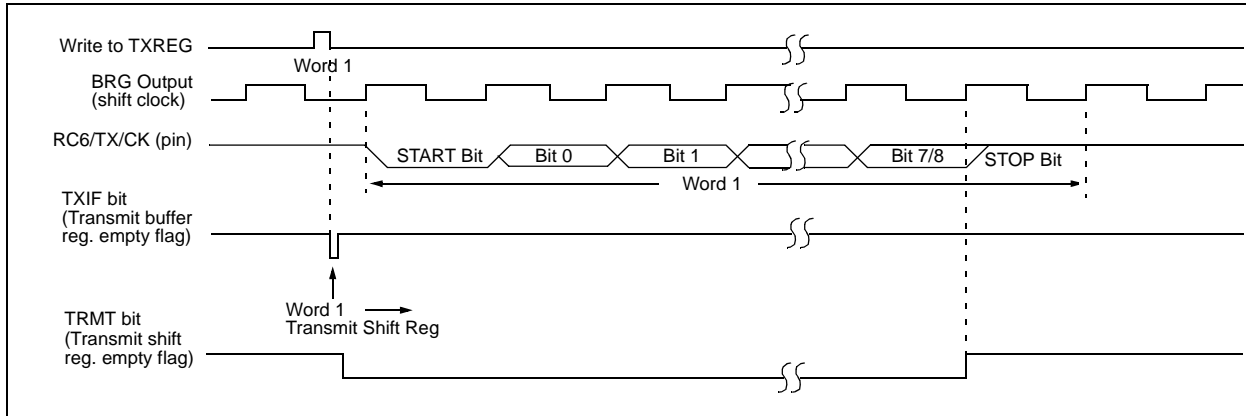 Write to TXREG
Word 1
BRG Output
(shift clock)
RC6/TX/CK (pin)
START Bit
Bit 0
Bit 1
Bit 7/8
STOP Bit
Word 1
TXIF bit
(Transmit buffer
reg. empty flag)
Word 1
Transmit Shift Reg
TRMT bit
(Transmit shift
reg. empty flag)